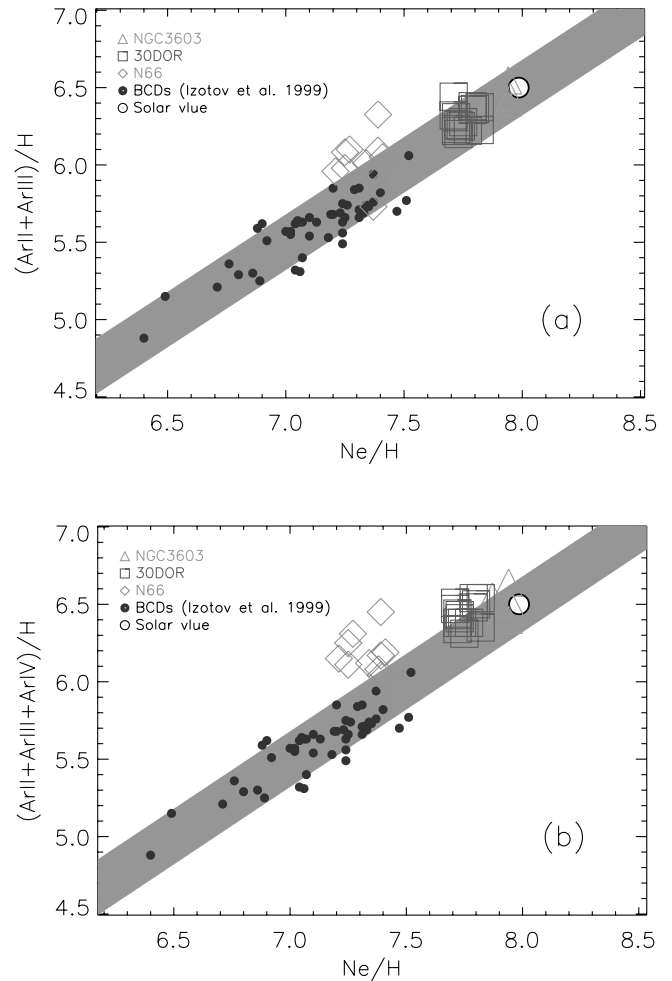 7.0
6.5
6.0
5.5
5.0
4.5
(ArII+ArIII)/H
NGC3603
30DOR
N66
BCDs (Izotov et al. 1999)
Solar vlue
(a)
6.5 7.0 7.5 8.0 8.5
Ne/H
7.0
6.5
6.0
5.5
5.0
4.5
(ArII+ArIII+ArIV)/H
NGC3603
30DOR
N66
BCDs (Izotov et al. 1999)
Solar vlue
(b)
6.5 7.0 7.5 8.0 8.5
Ne/H